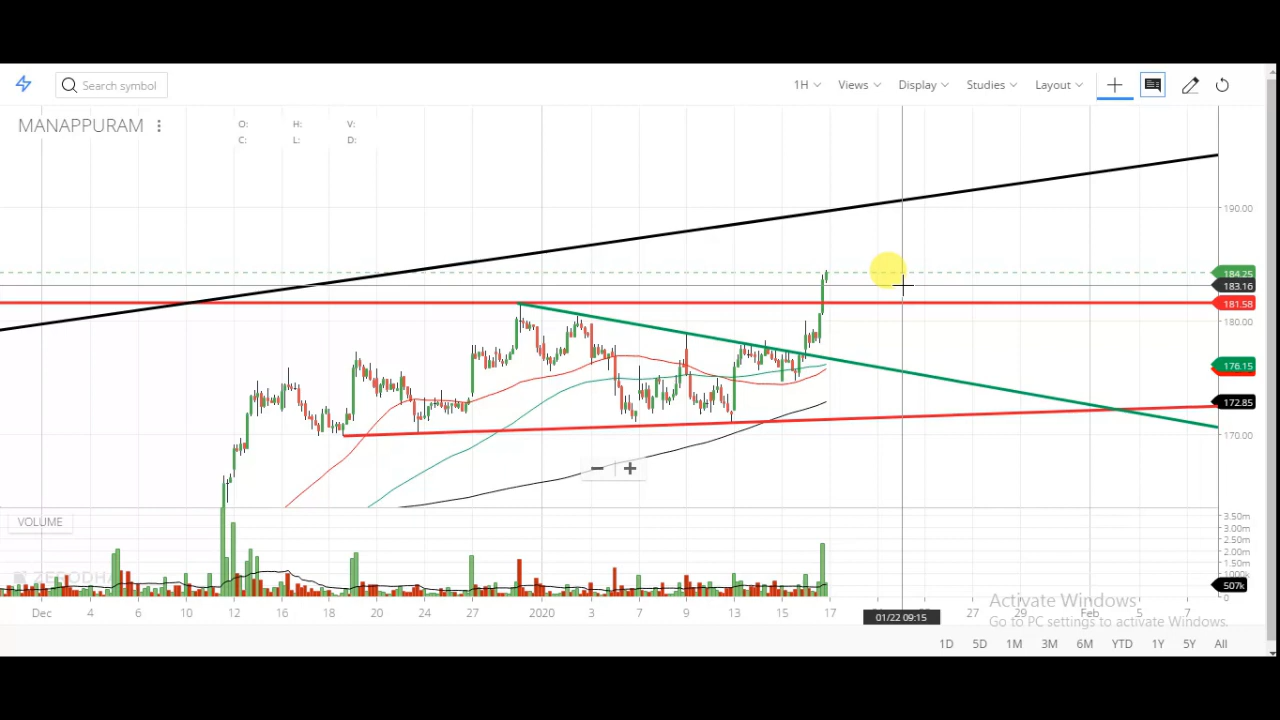 Search symbol
1H Views Display Studies Layout
MANAPPURAM
O: H: V:
C: L: D:
190.00
184.25
183.16
181.58
180.00
176.15
172.85
170.00
VOLUME
3.50m
3.00m
2.50m
2.00m
1.50m
1000k
507k
0
ZERODHA
Dec 4 6 10 12 16 18 20 24 27 2020 3 7 9 13 15 17 27 29 Feb 5 7
01/22 09:15
Activate Windows
Go to PC settings to activate Windows.
1D 5D 1M 3M 6M YTD 1Y 5Y All